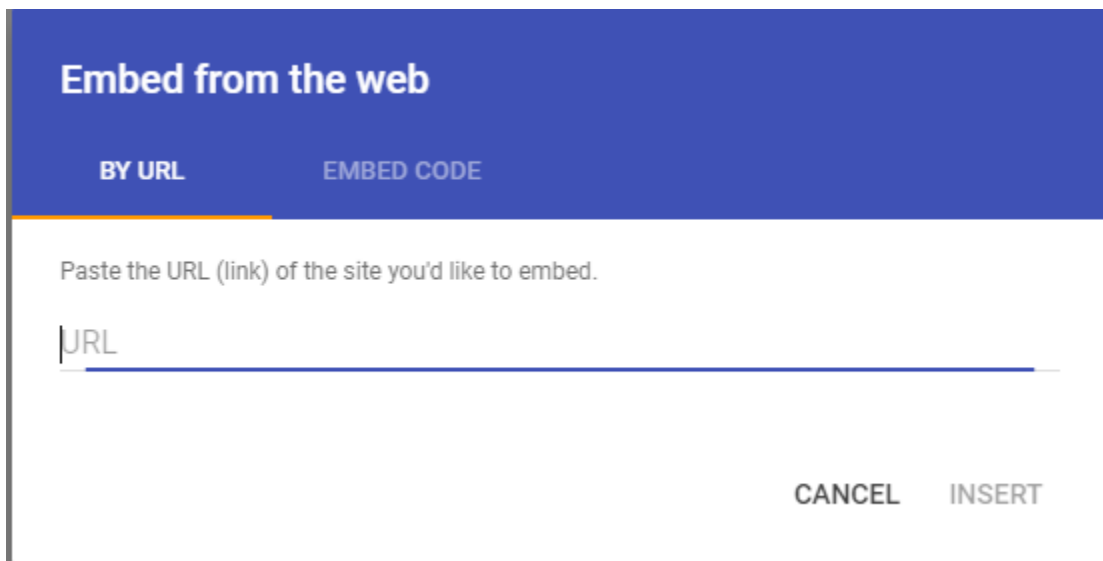 Embed from the web
BY URL EMBED CODE
Paste the URL (link) of the site you'd like to embed.
URL
CANCEL INSERT